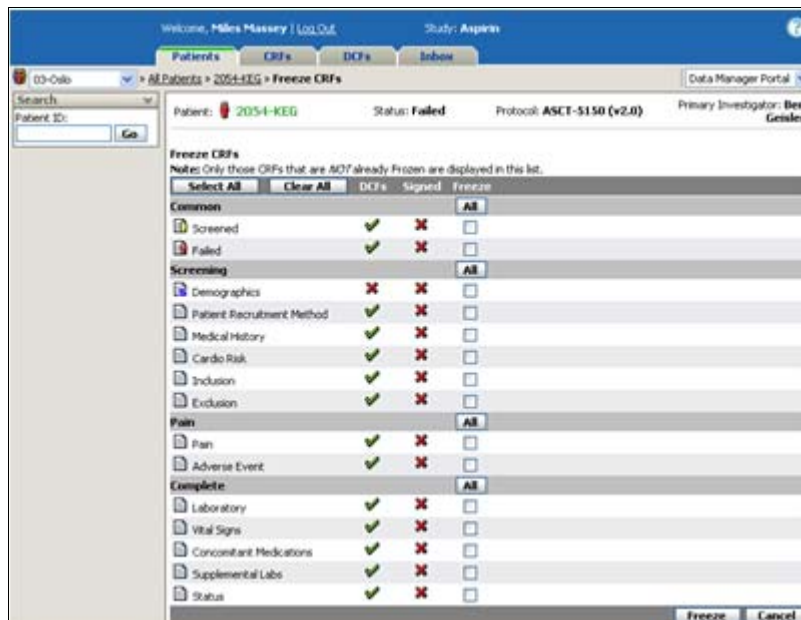 Welcome, Miles Massey | Log Out Study: Aspirin
Patients CRFs DCFs Inbox
03-Oslo » All Patients » 2054-KEG » Freeze CRFs Data Manager Portal
Search
Patient ID:
Go
Patient: 2054-KEG Status: Failed Protocol: ASCT-5150 (v2.0) Primary Investigator:
Geisle
Freeze CRFs
Note: Only those CRFs that are NOT already Frozen are displayed in this list.
Select All Clear All DCFs Signed Freeze
Common All
Screened
Failed
Screening All
Demographics
Patient Recruitment Method
Medical History
Cardio Risk
Inclusion
Exclusion
Pain All
Pain
Adverse Event
Complete All
Laboratory
Vital Signs
Concomitant Medications
Supplemental Labs
Status
Freeze Cancel